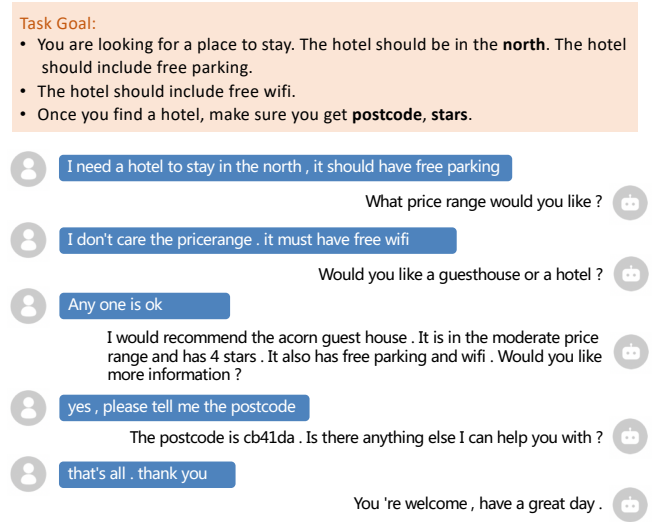 Task Goal:
• You are looking for a place to stay. The hotel should be in the north. The hotel
should include free parking.
• The hotel should include free wifi.
• Once you find a hotel, make sure you get postcode, stars.
I need a hotel to stay in the north , it should have free parking
What price range would you like ?
I don't care the pricerange . it must have free wifi
Would you like a guesthouse or a hotel ?
Any one is ok
I would recommend the acorn guest house . It is in the moderate price
range and has 4 stars . It also has free parking and wifi . Would you like
more information ?
yes , please tell me the postcode
The postcode is cb41da . Is there anything else I can help you with ?
that's all . thank you
You 're welcome , have a great day .